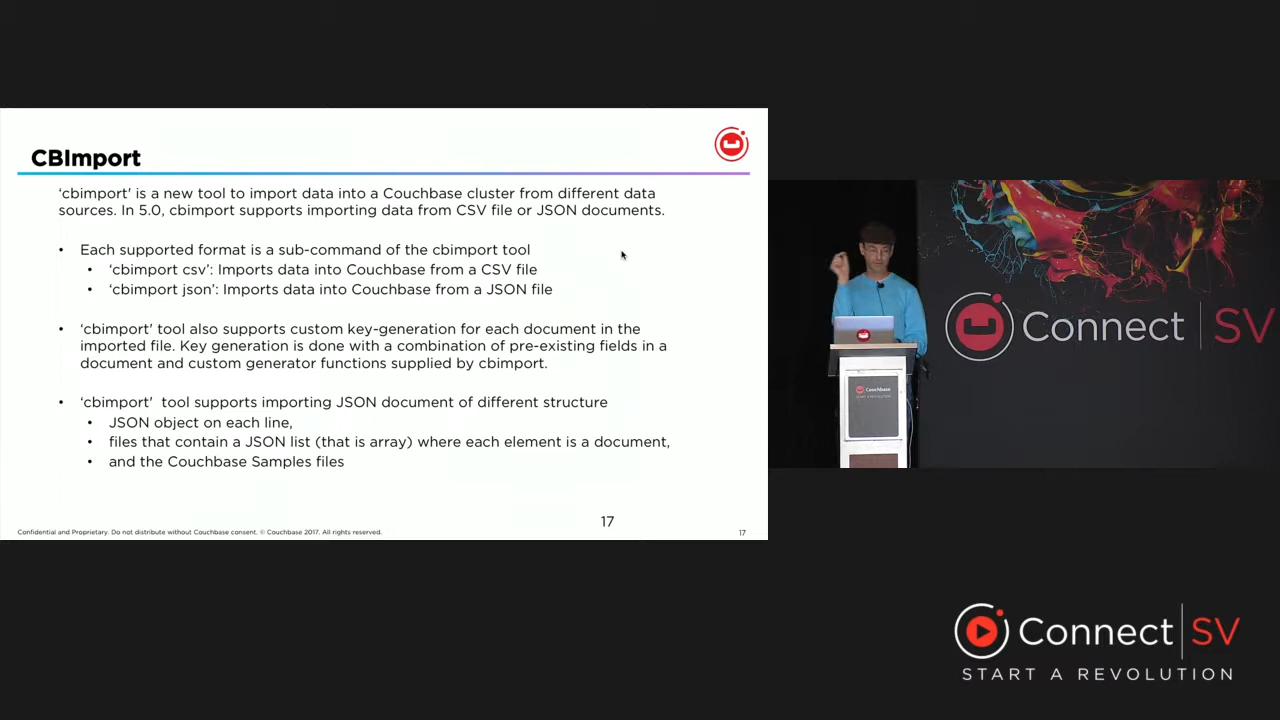 CBImport
‘cbimport' is a new tool to import data into a Couchbase cluster from different data
sources. In 5.0, cbimport supports importing data from CSV file or JSON documents.
• Each supported format is a sub-command of the cbimport tool
• ‘cbimport csv’: Imports data into Couchbase from a CSV file
• ‘cbimport json’: Imports data into Couchbase from a JSON file
• ‘cbimport’ tool also supports custom key-generation for each document in the
imported file. Key generation is done with a combination of pre-existing fields in a
document and custom generator functions supplied by cbimport.
• ‘cbimport’ tool supports importing JSON document of different structure
• JSON object on each line,
• files that contain a JSON list (that is array) where each element is a document,
• and the Couchbase Samples files
17
Confidential and Proprietary. Do not distribute without Couchbase consent. © Couchbase 2017. All rights reserved.
17
Connect SV
Couchbase
START A REVOLUTION
Connect SV
START A REVOLUTION